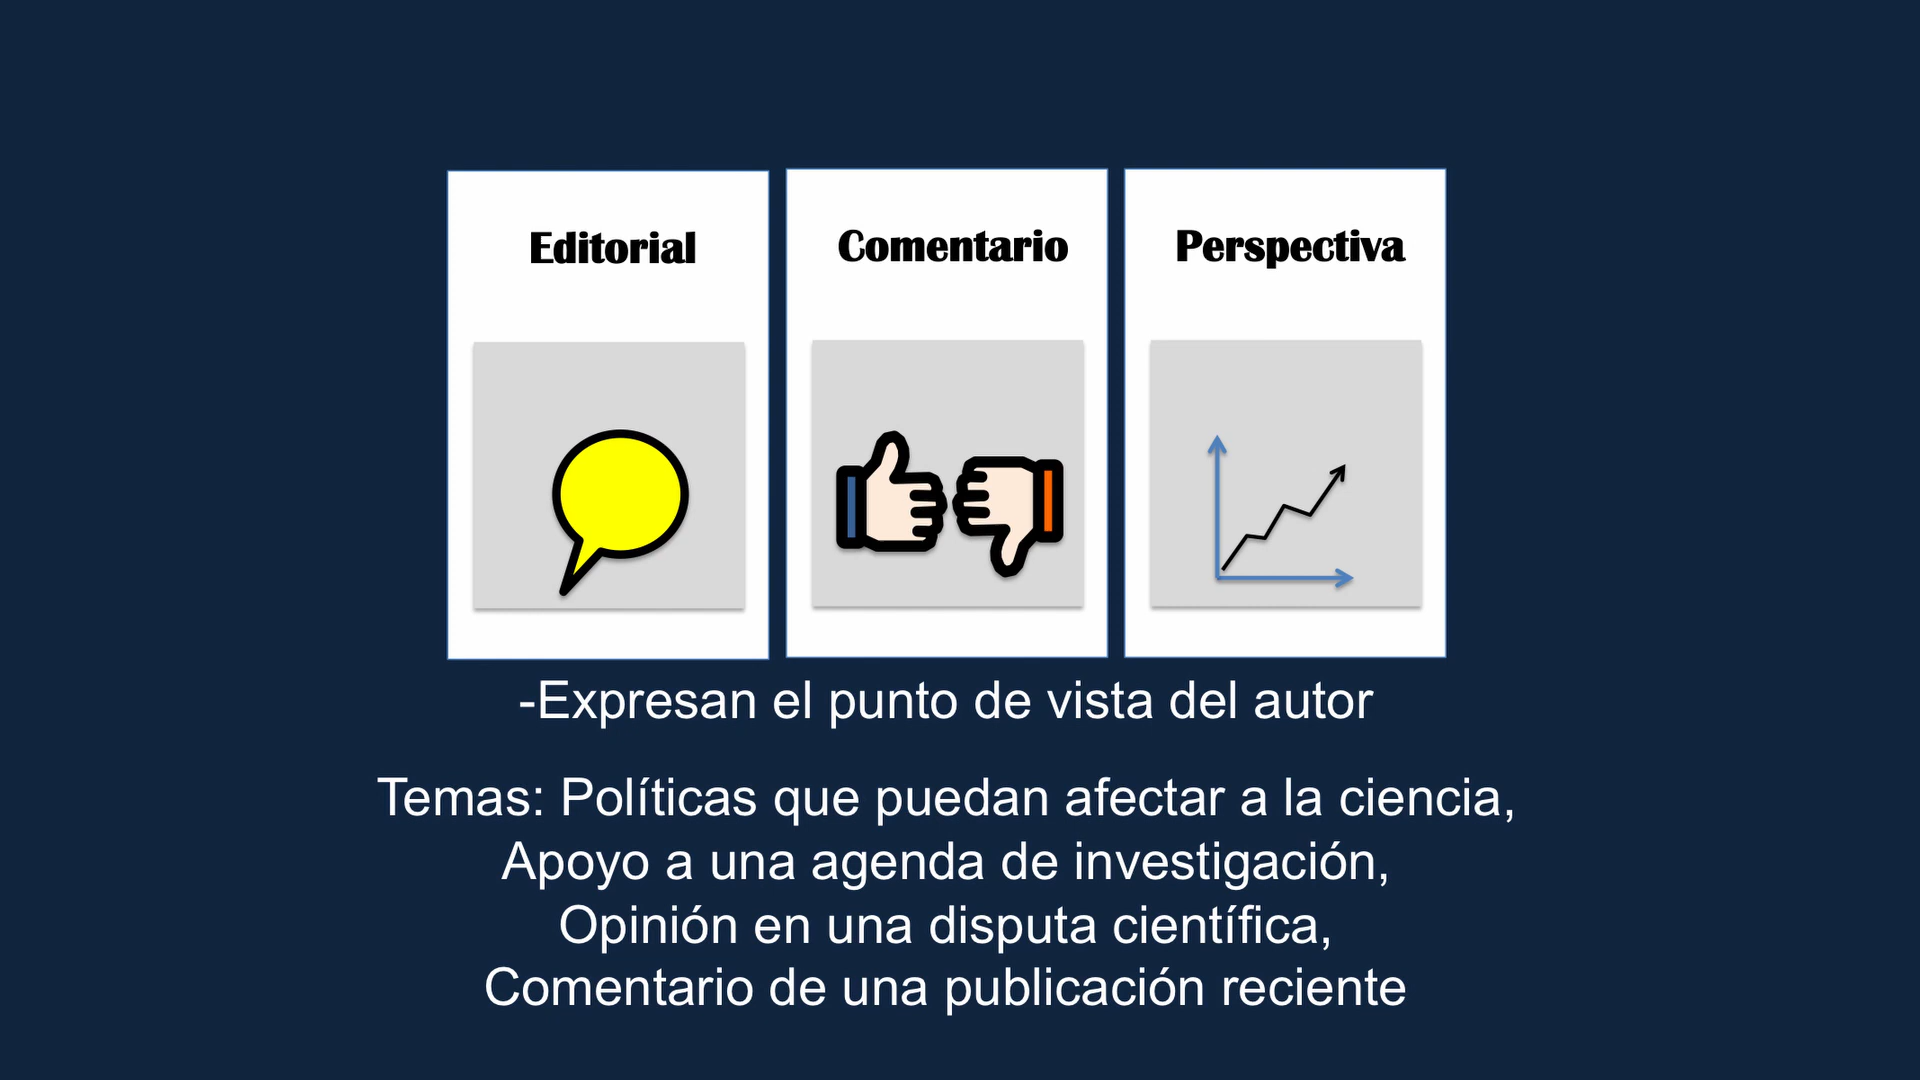 Editorial
Comentario
Perspectiva
-Expresan el punto de vista del autor
Temas: Políticas que puedan afectar a la ciencia,
Apoyo a una agenda de investigación,
Opinión en una disputa científica,
Comentario de una publicación reciente